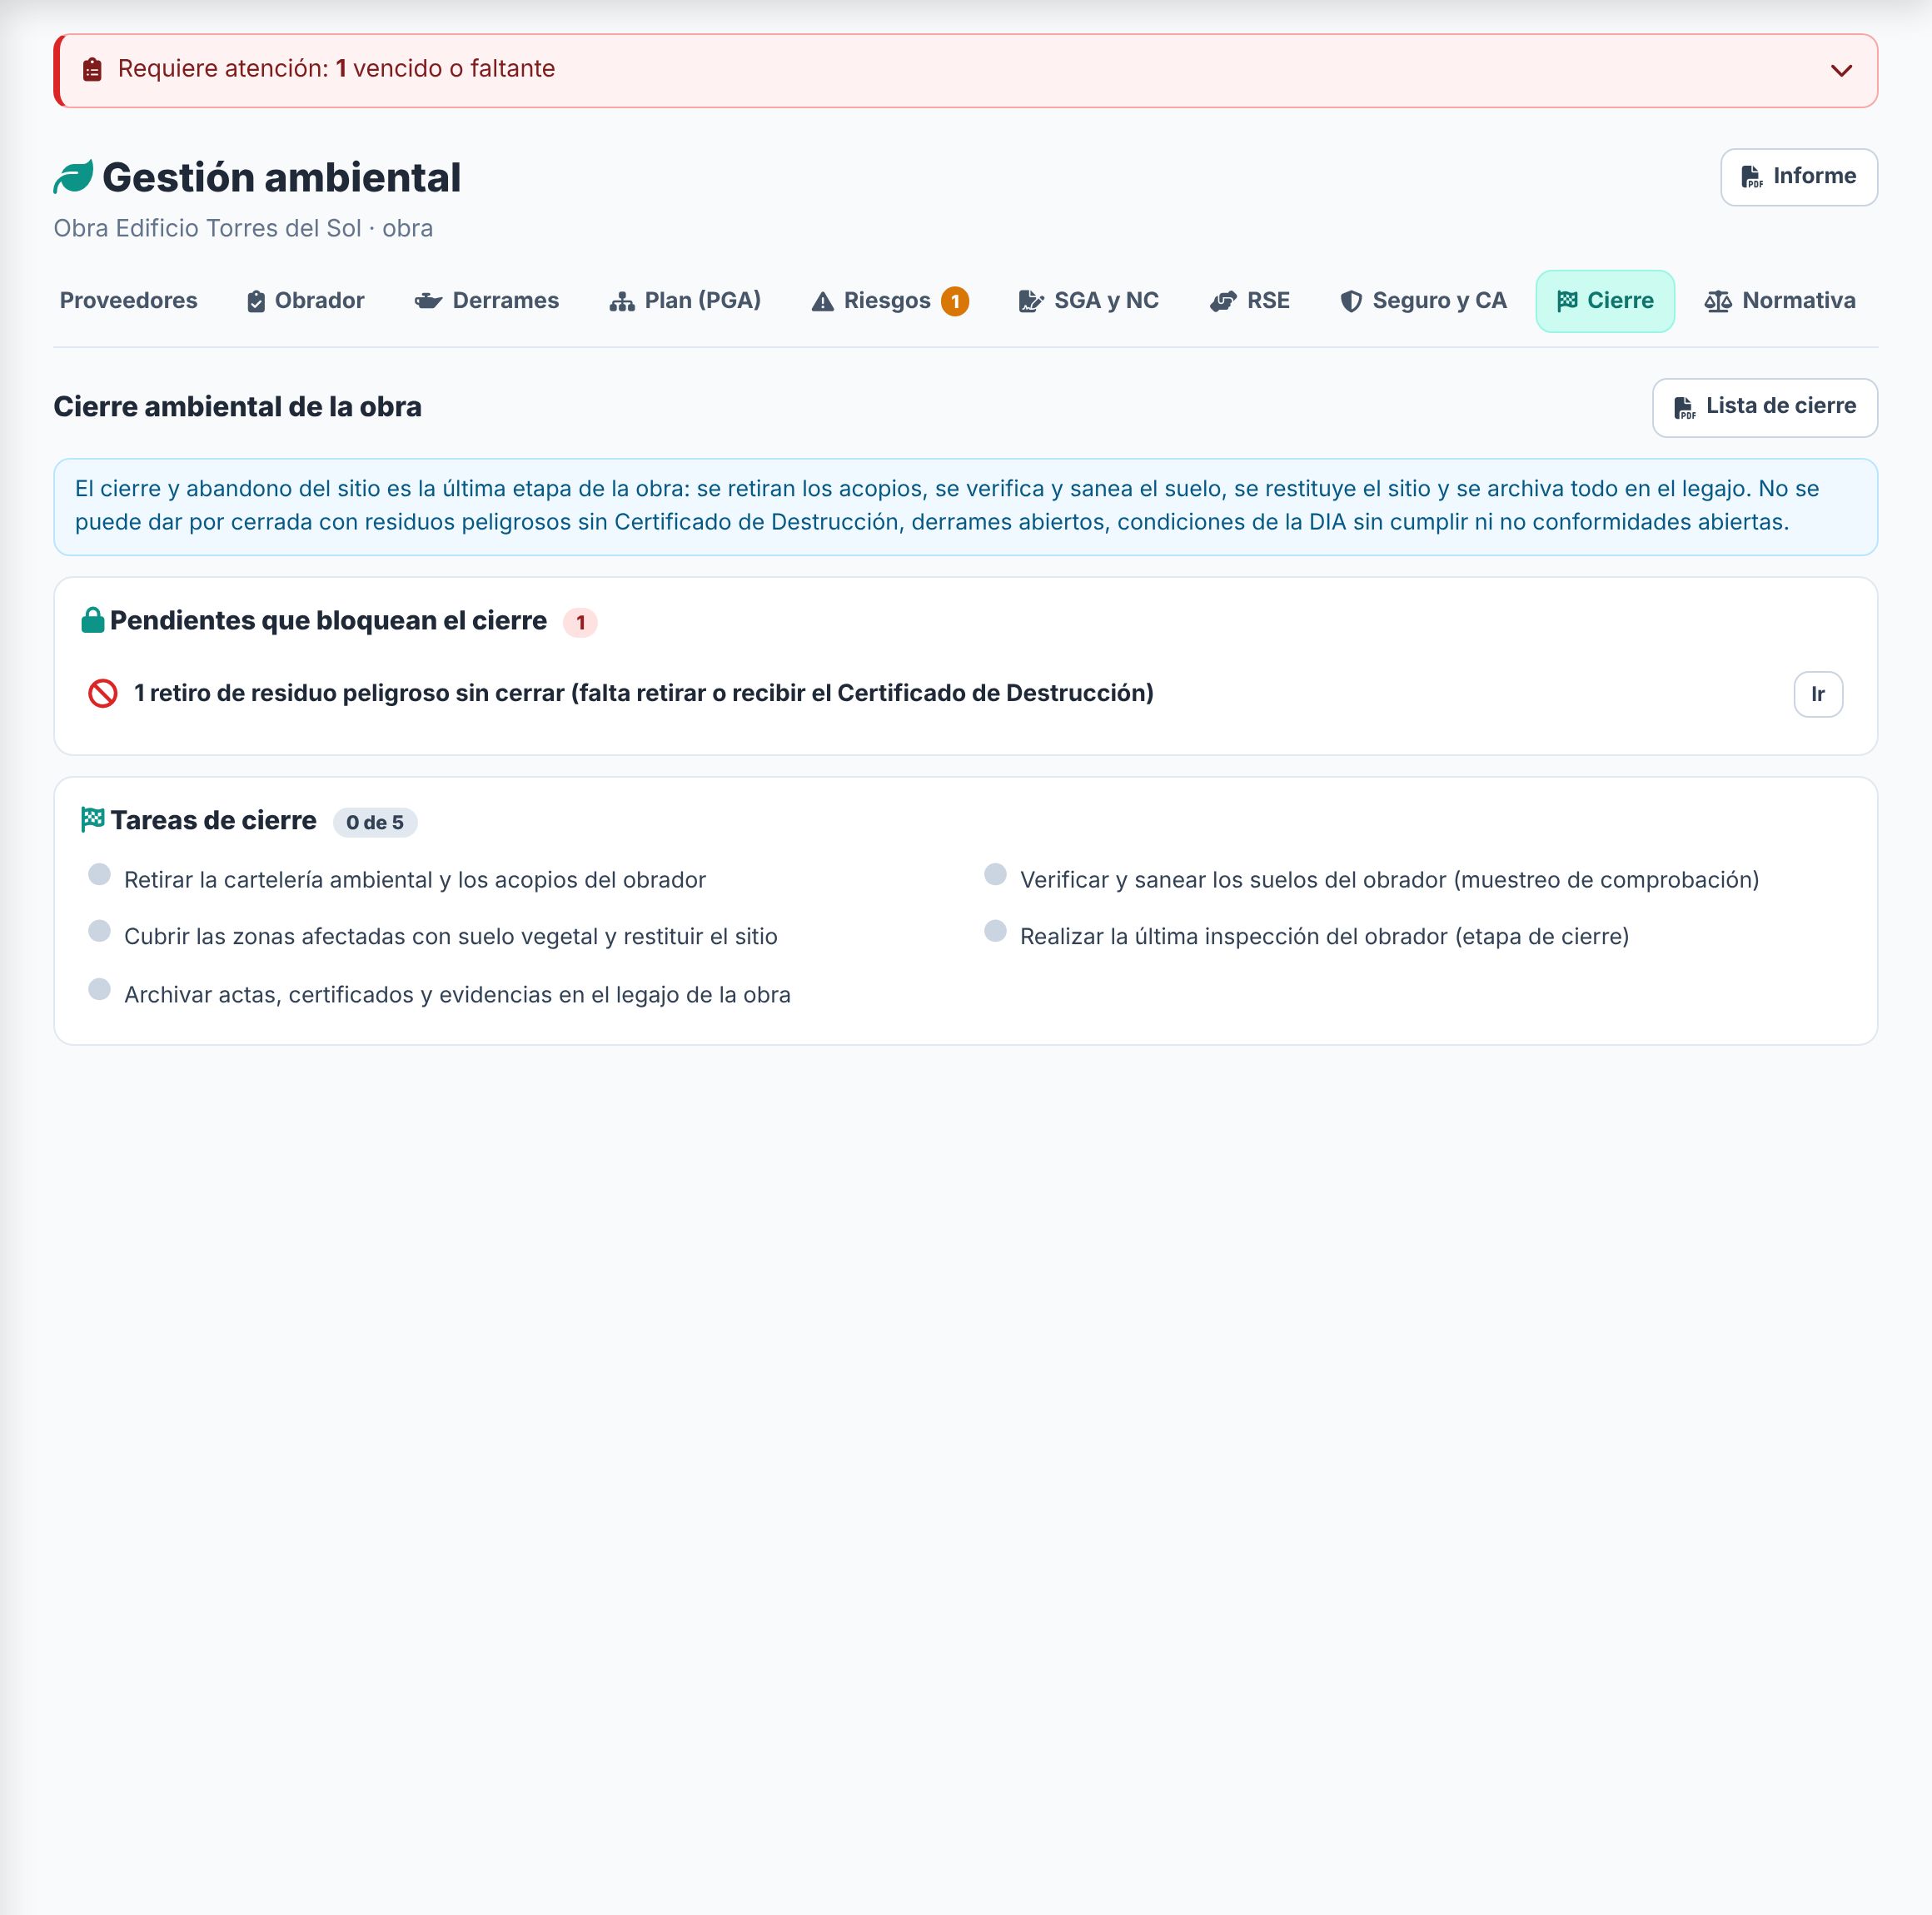 Requiere atención: 1 vencido o faltante
Gestión ambiental
Informe
Obra Edificio Torres del Sol · obra
Proveedores
Obrador
Derrames
Plan (PGA)
Riesgos 1
SGA y NC
RSE
Seguro y CA
Cierre
Normativa
Cierre ambiental de la obra
Lista de cierre
El cierre y abandono del sitio es la última etapa de la obra: se retiran los acopios, se verifica y sanea el suelo, se restituye el sitio y se archiva todo en el legajo. No se
puede dar por cerrada con residuos peligrosos sin Certificado de Destrucción, derrames abiertos, condiciones de la DIA sin cumplir ni no conformidades abiertas.
Pendientes que bloquean el cierre 1
1 retiro de residuo peligroso sin cerrar (falta retirar o recibir el Certificado de Destrucción)
Ir
Tareas de cierre 0 de 5
Retirar la cartelería ambiental y los acopios del obrador
Verificar y sanear los suelos del obrador (muestreo de comprobación)
Cubrir las zonas afectadas con suelo vegetal y restituir el sitio
Realizar la última inspección del obrador (etapa de cierre)
Archivar actas, certificados y evidencias en el legajo de la obra